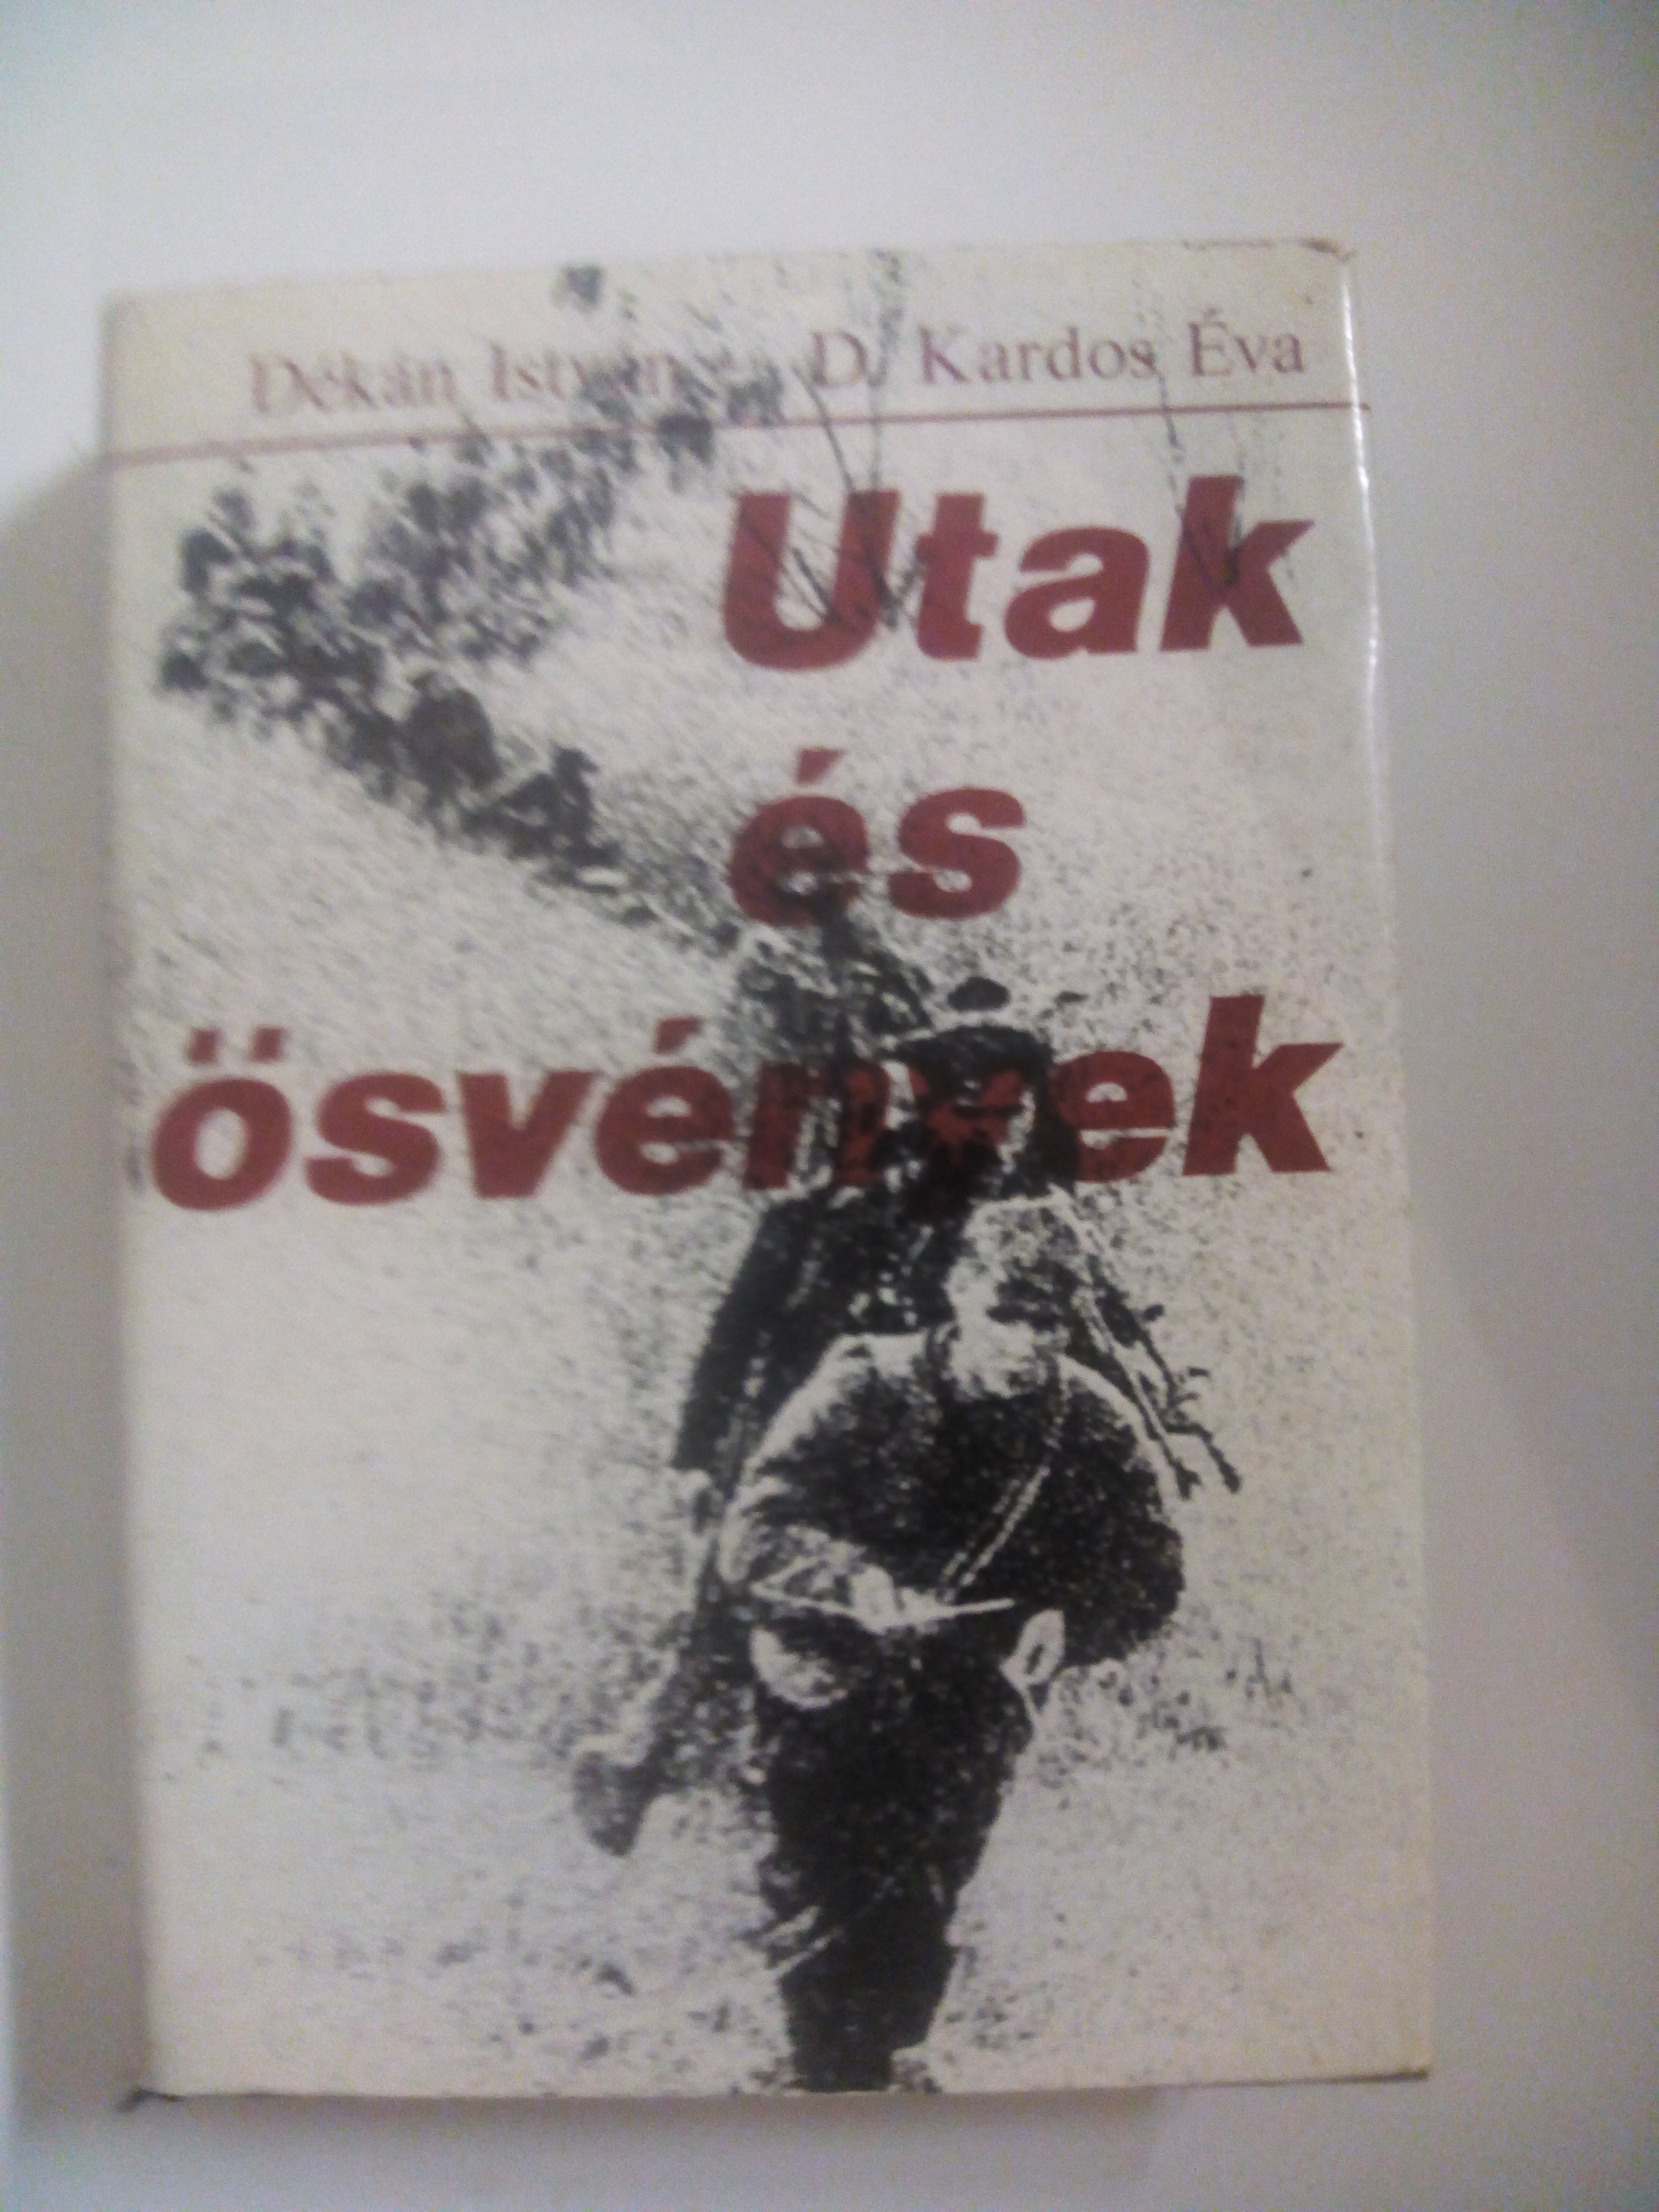 Dékán István – D. Kardos Éva
Utak
és
ösvények